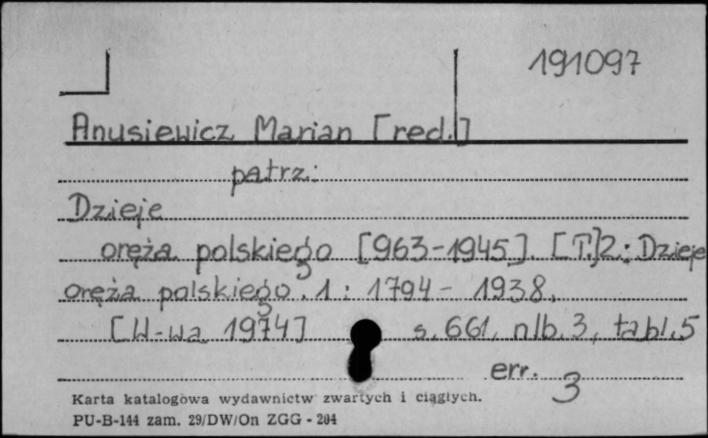 191097
Anusiewicz Marian [red.]
patrz:
Dzieje
oręża polskiego [963-1945]. [T.]2: Dzieje
oręża polskiego. 1 : 1794 - 1938.
[W-wa 1974] s. 661, nlb. 3, tabl. 5
err. 3
Karta katalogowa wydawnictw zwartych i ciągłych.
PU-B-144 zam. 29/DW/On ZGG - 204